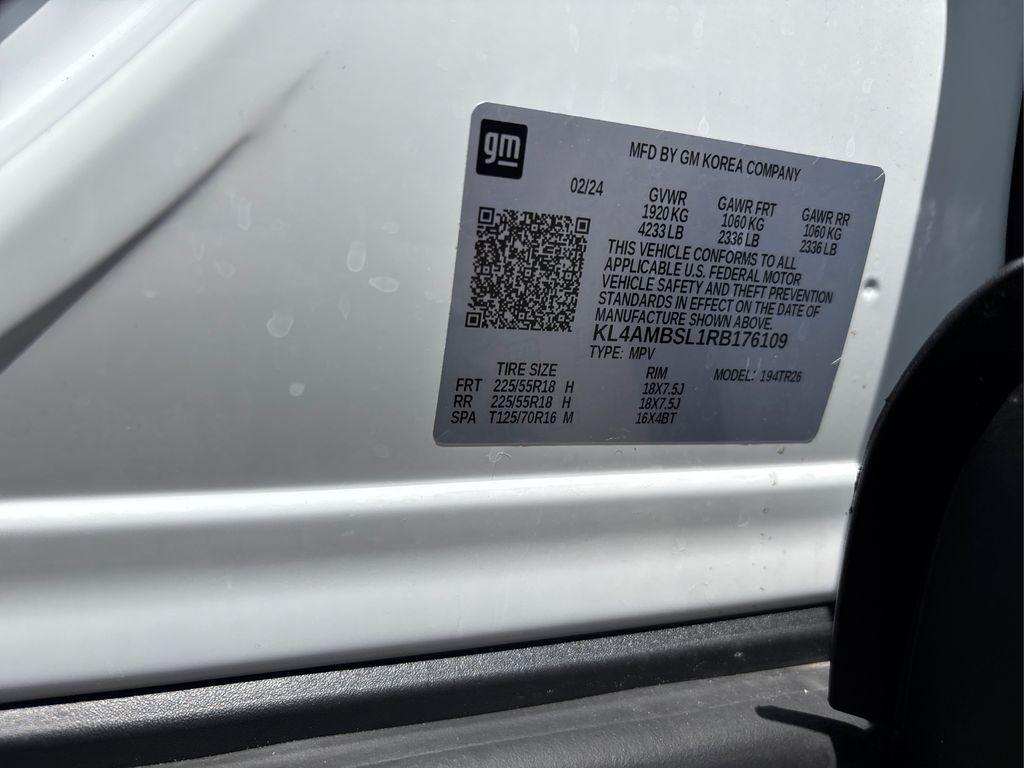 gm
MFD BY GM KOREA COMPANY
02/24
GVWR GAWR FRT GAWR RR
1920 KG 1060 KG 1060 KG
4233 LB 2336 LB 2336 LB
THIS VEHICLE CONFORMS TO ALL
APPLICABLE U.S. FEDERAL MOTOR
VEHICLE SAFETY AND THEFT PREVENTION
STANDARDS IN EFFECT ON THE DATE OF
MANUFACTURE SHOWN ABOVE.
KL4AMBSL1RB176109
TYPE: MPV
TIRE SIZE RIM MODEL: 194TR26
FRT 225/55R18 H 18X7.5J
RR 225/55R18 H 18X7.5J
SPA T125/70R16 M 16X4BT